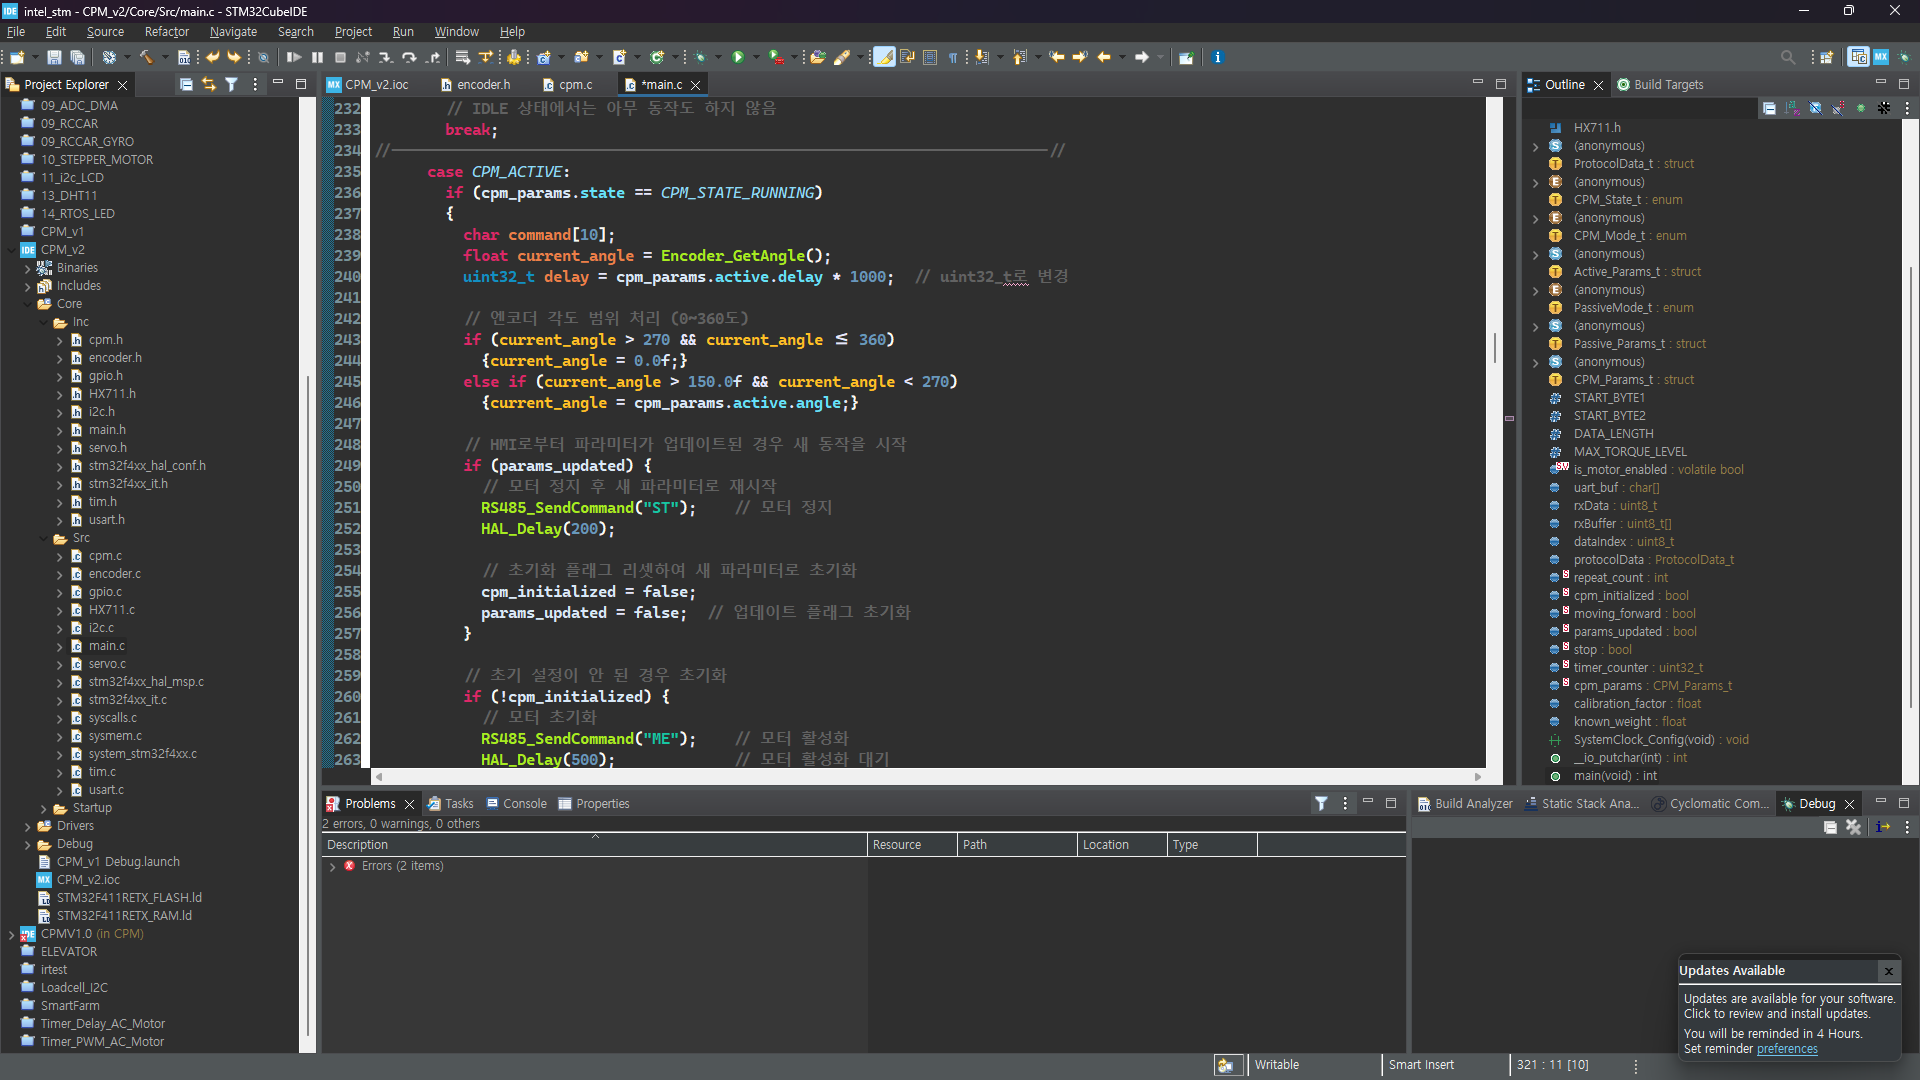 intel_stm - CPM_v2/Core/Src/main.c - STM32CubeIDE
File Edit Source Refactor Navigate Search Project Run Window Help
Project Explorer
09_ADC_DMA
09_RCCAR
09_RCCAR_GYRO
10_STEPPER_MOTOR
11_i2c_LCD
13_DHT11
14_RTOS_LED
CPM_v1
CPM_v2
Binaries
Includes
Core
Inc
cpm.h
encoder.h
gpio.h
HX711.h
i2c.h
main.h
servo.h
stm32f4xx_hal_conf.h
stm32f4xx_it.h
tim.h
usart.h
Src
cpm.c
encoder.c
gpio.c
HX711.c
i2c.c
main.c
servo.c
stm32f4xx_hal_msp.c
stm32f4xx_it.c
syscalls.c
sysmem.c
system_stm32f4xx.c
tim.c
usart.c
Startup
Drivers
Debug
CPM_v1 Debug.launch
CPM_v2.ioc
STM32F411RETX_FLASH.ld
STM32F411RETX_RAM.ld
CPMV1.0 (in CPM)
ELEVATOR
irtest
Loadcell_I2C
SmartFarm
Timer_Delay_AC_Motor
Timer_PWM_AC_Motor
CPM_v2.ioc encoder.h cpm.c *main.c
232 // IDLE 상태에서는 아무 동작도 하지 않음
233 break;
234 //————————————————————//
235 case CPM_ACTIVE:
236 if (cpm_params.state == CPM_STATE_RUNNING)
237 {
238 char command[10];
239 float current_angle = Encoder_GetAngle();
240 uint32_t delay = cpm_params.active.delay * 1000; // uint32_t로 변경
241
242 // 엔코더 각도 범위 처리 (0~360도)
243 if (current_angle > 270 && current_angle ≤ 360)
244 {current_angle = 0.0f;}
245 else if (current_angle > 150.0f && current_angle < 270)
246 {current_angle = cpm_params.active.angle;}
247
248 // HMI로부터 파라미터가 업데이트된 경우 새 동작을 시작
249 if (params_updated) {
250 // 모터 정지 후 새 파라미터로 재시작
251 RS485_SendCommand("ST"); // 모터 정지
252 HAL_Delay(200);
253
254 // 초기화 플래그 리셋하여 새 파라미터로 초기화
255 cpm_initialized = false;
256 params_updated = false; // 업데이트 플래그 초기화
257 }
258
259 // 초기 설정이 안 된 경우 초기화
260 if (!cpm_initialized) {
261 // 모터 초기화
262 RS485_SendCommand("ME"); // 모터 활성화
263 HAL_Delay(500); // 모터 활성화 대기
Outline Build Targets
HX711.h
(anonymous)
ProtocolData_t : struct
(anonymous)
CPM_State_t : enum
(anonymous)
CPM_Mode_t : enum
(anonymous)
Active_Params_t : struct
(anonymous)
PassiveMode_t : enum
(anonymous)
Passive_Params_t : struct
(anonymous)
CPM_Params_t : struct
START_BYTE1
START_BYTE2
DATA_LENGTH
MAX_TORQUE_LEVEL
is_motor_enabled : volatile bool
uart_buf : char[]
rxData : uint8_t
rxBuffer : uint8_t[]
dataIndex : uint8_t
protocolData : ProtocolData_t
repeat_count : int
cpm_initialized : bool
moving_forward : bool
params_updated : bool
stop : bool
timer_counter : uint32_t
cpm_params : CPM_Params_t
calibration_factor : float
known_weight : float
SystemClock_Config(void) : void
__io_putchar(int) : int
main(void) : int
Problems Tasks Console Properties
2 errors, 0 warnings, 0 others
Description Resource Path Location Type
Errors (2 items)
Build Analyzer Static Stack Ana... Cyclomatic Com... Debug
Updates Available
Updates are available for your software.
Click to review and install updates.
You will be reminded in 4 Hours.
Set reminder preferences
Writable Smart Insert 321 : 11 [10]